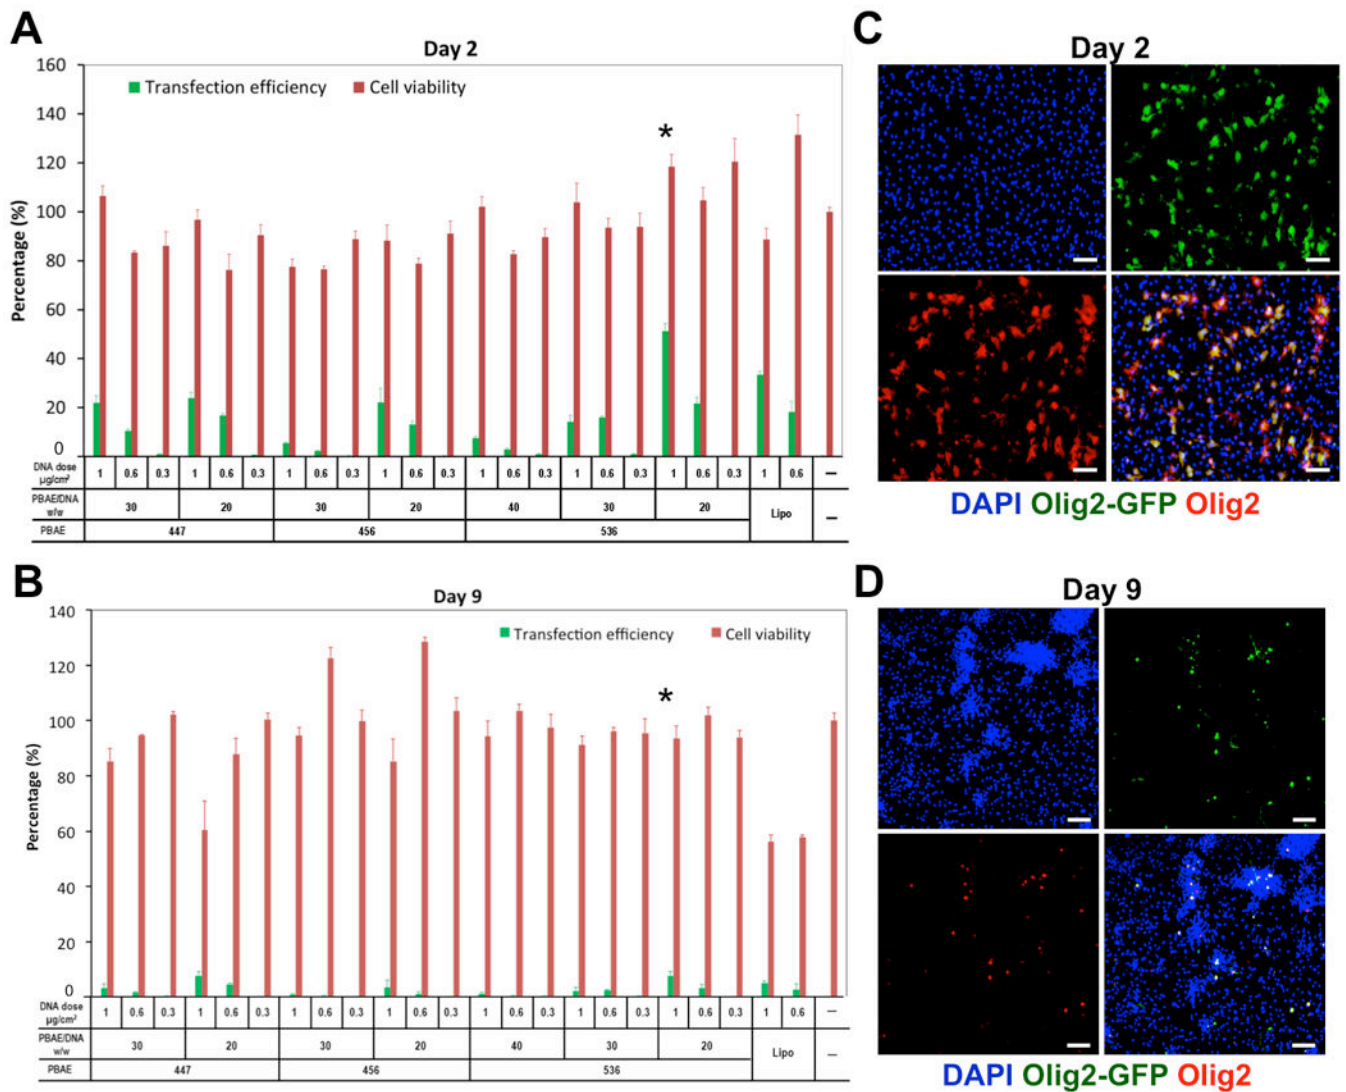 A
Day 2
160
140
120
100
80
60
40
20
0
Percentage (%)
Transfection efficiency Cell viability
*
DNA dose µg/cm² 1 0.6 0.3 1 0.6 0.3 1 0.6 0.3 1 0.6 0.3 1 0.6 0.3 1 0.6 0.3 1 0.6 0.3 1 0.6 —
PBAE/DNA w/w 30 20 30 20 40 30 20 Lipo —
PBAE 447 456 536
C
Day 2
DAPI Olig2-GFP Olig2
B
Day 9
140
120
100
80
60
40
20
0
Percentage (%)
Transfection efficiency Cell viability
*
DNA dose µg/cm² 1 0.6 0.3 1 0.6 0.3 1 0.6 0.3 1 0.6 0.3 1 0.6 0.3 1 0.6 0.3 1 0.6 0.3 1 0.6 —
PBAE/DNA w/w 30 20 30 20 40 30 20 Lipo —
PBAE 447 456 536
D
Day 9
DAPI Olig2-GFP Olig2